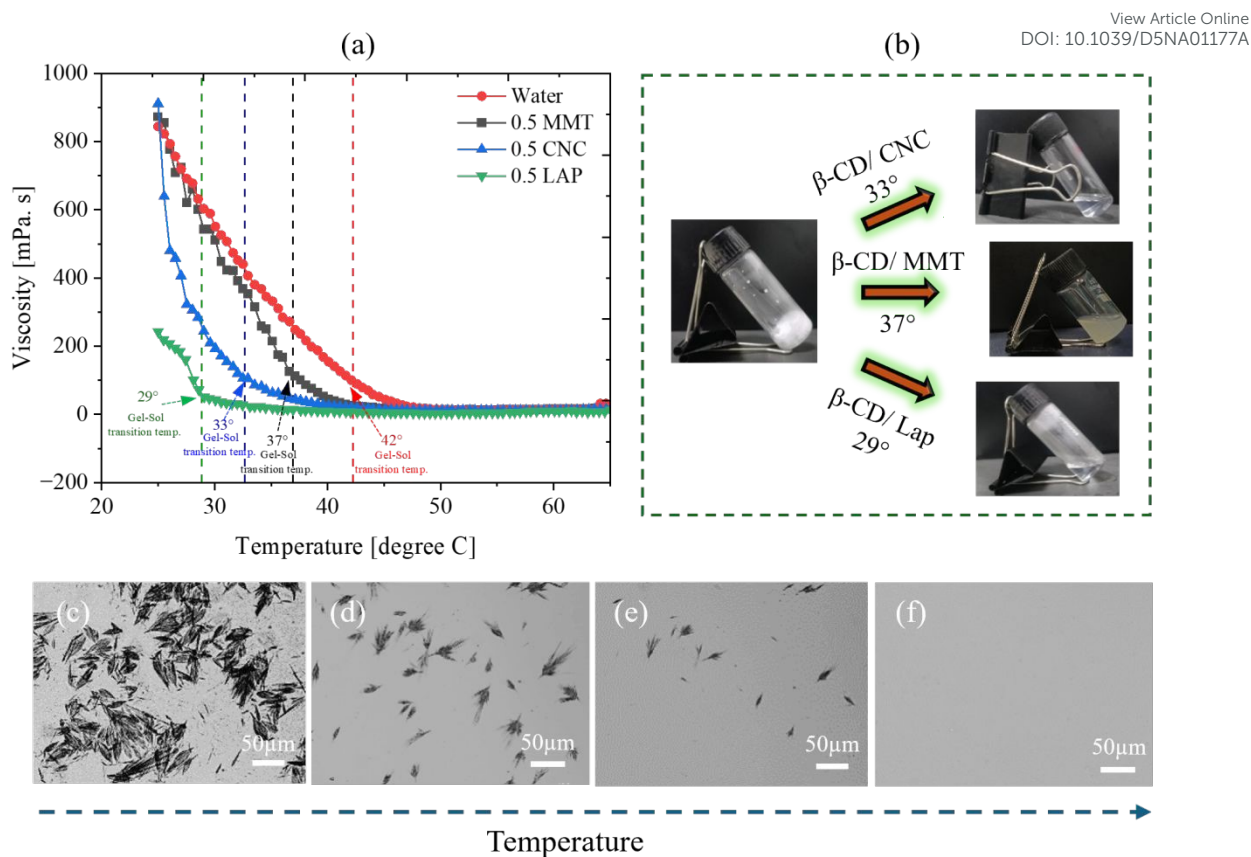 View Article Online
DOI: 10.1039/D5NA01177A
(a)
1000
800
600
400
200
0
−200
Viscosity [mPa. s]
Water
0.5 MMT
0.5 CNC
0.5 LAP
29°
Gel-Sol
transition temp.
33°
Gel-Sol
transition temp.
37°
Gel-Sol
transition temp.
42°
Gel-Sol
transition temp.
20
30
40
50
60
Temperature [degree C]
(b)
β-CD/ CNC
33°
β-CD/ MMT
37°
β-CD/ Lap
29°
(c)
50µm
(d)
50µm
(e)
50µm
(f)
50µm
Temperature